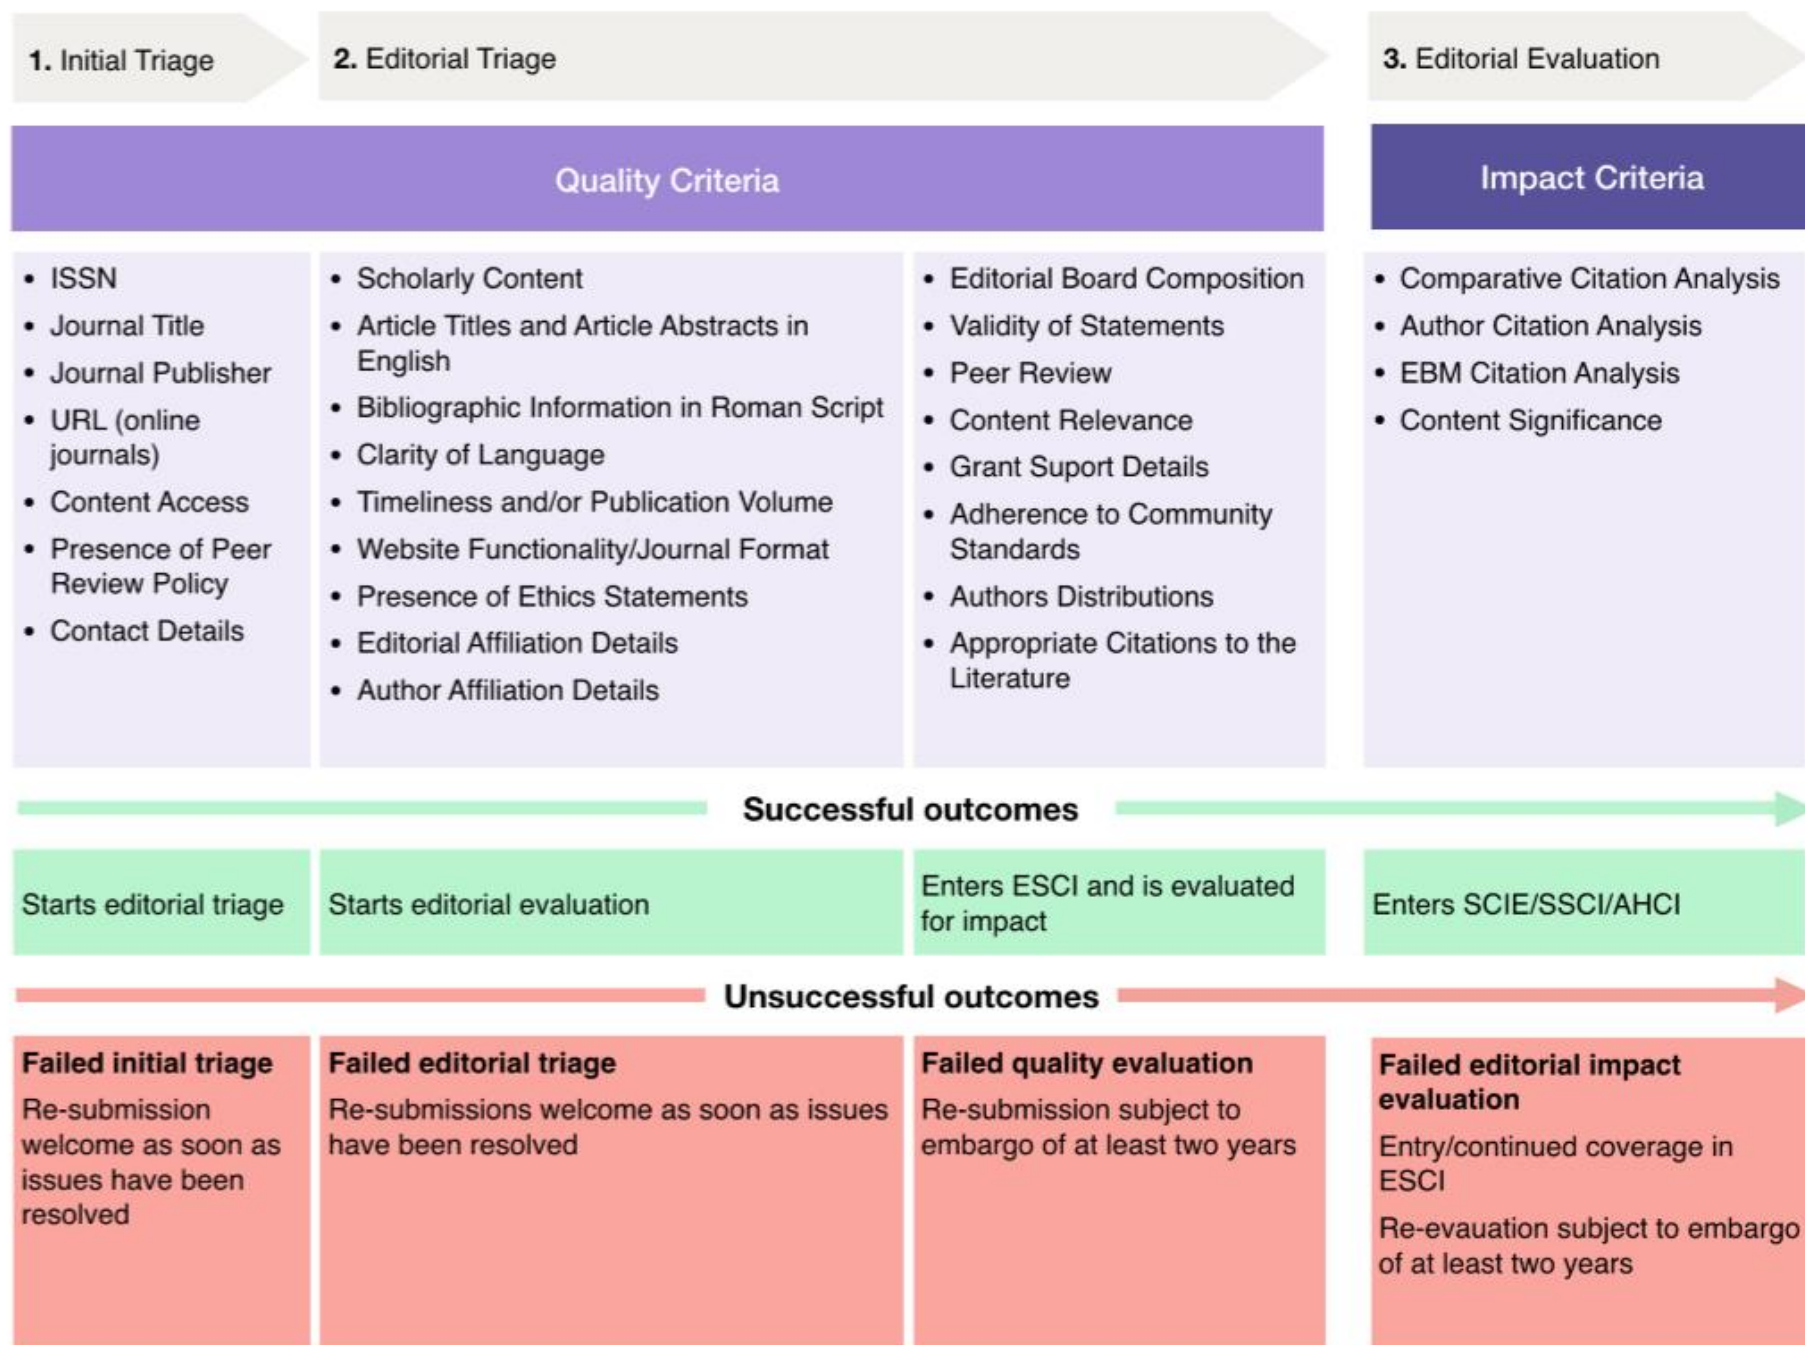 1. Initial Triage
2. Editorial Triage
3. Editorial Evaluation
Quality Criteria
Impact Criteria
• ISSN
• Journal Title
• Journal Publisher
• URL (online
journals)
• Content Access
• Presence of Peer
Review Policy
• Contact Details
• Scholarly Content
• Article Titles and Article Abstracts in
English
• Bibliographic Information in Roman Script
• Clarity of Language
• Timeliness and/or Publication Volume
• Website Functionality/Journal Format
• Presence of Ethics Statements
• Editorial Affiliation Details
• Author Affiliation Details
• Editorial Board Composition
• Validity of Statements
• Peer Review
• Content Relevance
• Grant Suport Details
• Adherence to Community
Standards
• Authors Distributions
• Appropriate Citations to the
Literature
• Comparative Citation Analysis
• Author Citation Analysis
• EBM Citation Analysis
• Content Significance
Successful outcomes
Starts editorial triage
Starts editorial evaluation
Enters ESCI and is evaluated
for impact
Enters SCIE/SSCI/AHCI
Unsuccessful outcomes
Failed initial triage
Re-submission
welcome as soon as
issues have been
resolved
Failed editorial triage
Re-submissions welcome as soon as issues
have been resolved
Failed quality evaluation
Re-submission subject to
embargo of at least two years
Failed editorial impact
evaluation
Entry/continued coverage in
ESCI
Re-evauation subject to embargo
of at least two years